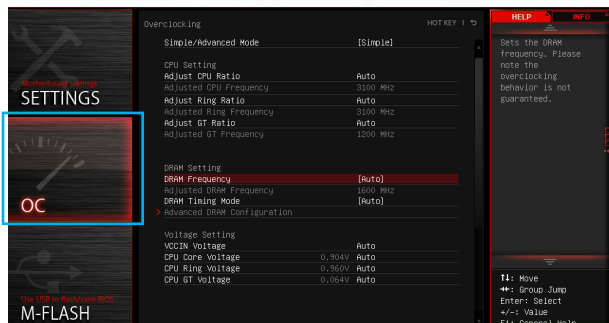 Overclocking HOT KEY
HELP INFO
Simple/Advanced Mode [Simple]
CPU Setting
Adjust CPU Ratio Auto
Adjusted CPU Frequency 3100 MHz
Adjust Ring Ratio Auto
Adjusted Ring Frequency 3100 MHz
Adjust GT Ratio Auto
Adjusted GT Frequency 1200 MHz
DRAM Setting
DRAM Frequency [Auto]
Adjusted DRAM Frequency 1600 MHz
DRAM Timing Mode [Auto]
> Advanced DRAM Configuration
Voltage Setting
VCCIN Voltage Auto
CPU Core Voltage 0.904V Auto
CPU Ring Voltage 0.960V Auto
CPU GT Voltage 0.064V Auto
Motherboard settings
SETTINGS
OC
Use USB to flash/save BIOS
M-FLASH
Sets the DRAM
frequency, Please
note the
overclocking
behavior is not
guaranteed.
↑↓: Move
→←: Group Jump
Enter: Select
+/-: Value
F1: General Help